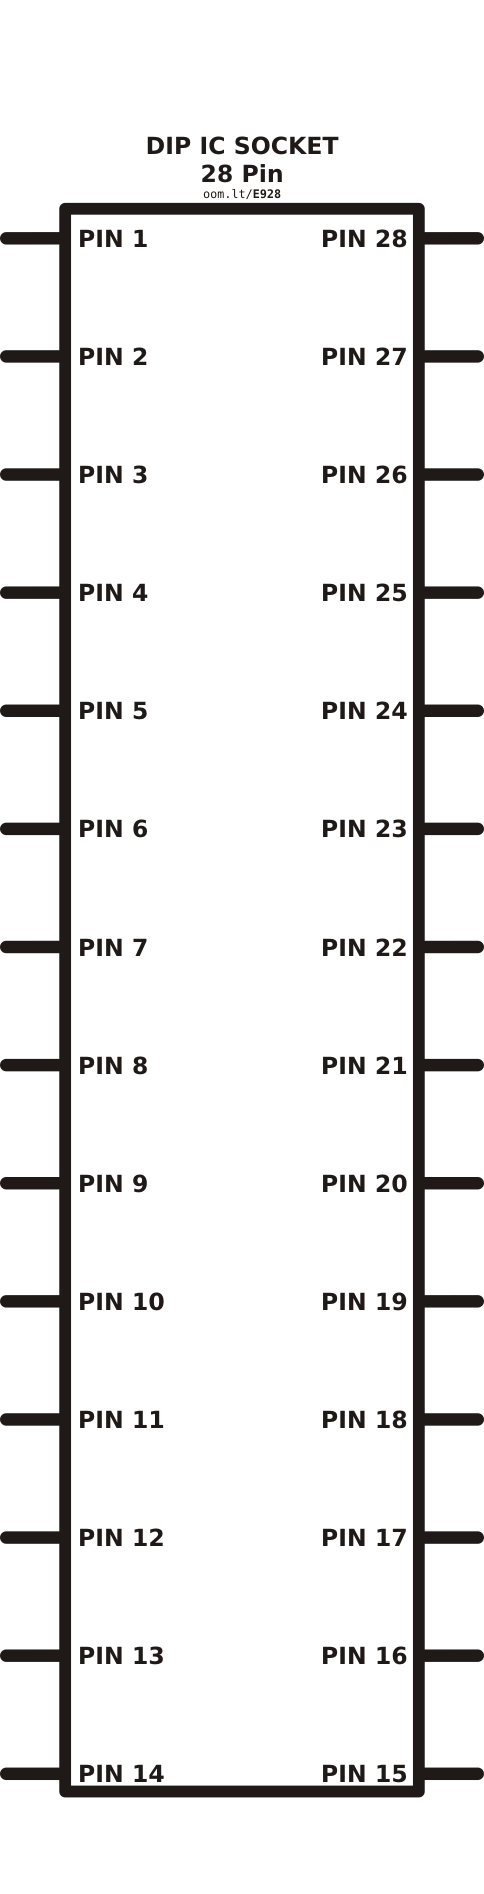 DIP IC SOCKET
28 Pin
oom.lt/E928
PIN 1 PIN 28
PIN 2 PIN 27
PIN 3 PIN 26
PIN 4 PIN 25
PIN 5 PIN 24
PIN 6 PIN 23
PIN 7 PIN 22
PIN 8 PIN 21
PIN 9 PIN 20
PIN 10 PIN 19
PIN 11 PIN 18
PIN 12 PIN 17
PIN 13 PIN 16
PIN 14 PIN 15